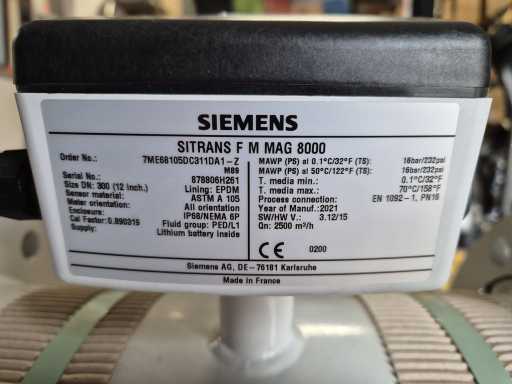 SIEMENS
SITRANS F M MAG 8000
Order No.: 7ME68105DC311DA1-Z
M89
Serial No.: 878806H261
Size DN: 300 (12 inch.) Lining: EPDM
Sensor material: ASTM A 105
Meter orientation: All orientation
Enclosure: IP68/NEMA 6P
Cal Factor: 0.890315 Fluid group: PED/L1
Supply: Lithium battery inside
MAWP (PS) at 0.1°C/32°F (TS): 16bar/232psi
MAWP (PS) at 50°C/122°F (TS): 16bar/232psi
T. media min.: 0.1°C/32°F
T. media max.: 70°C/158°F
Process connection: EN 1092-1, PN16
Year of Manuf.: 2021
SW/HW V.: 3.12/15
Qn: 2500 m³/h
CE 0200
Siemens AG, DE-76181 Karlsruhe
Made in France